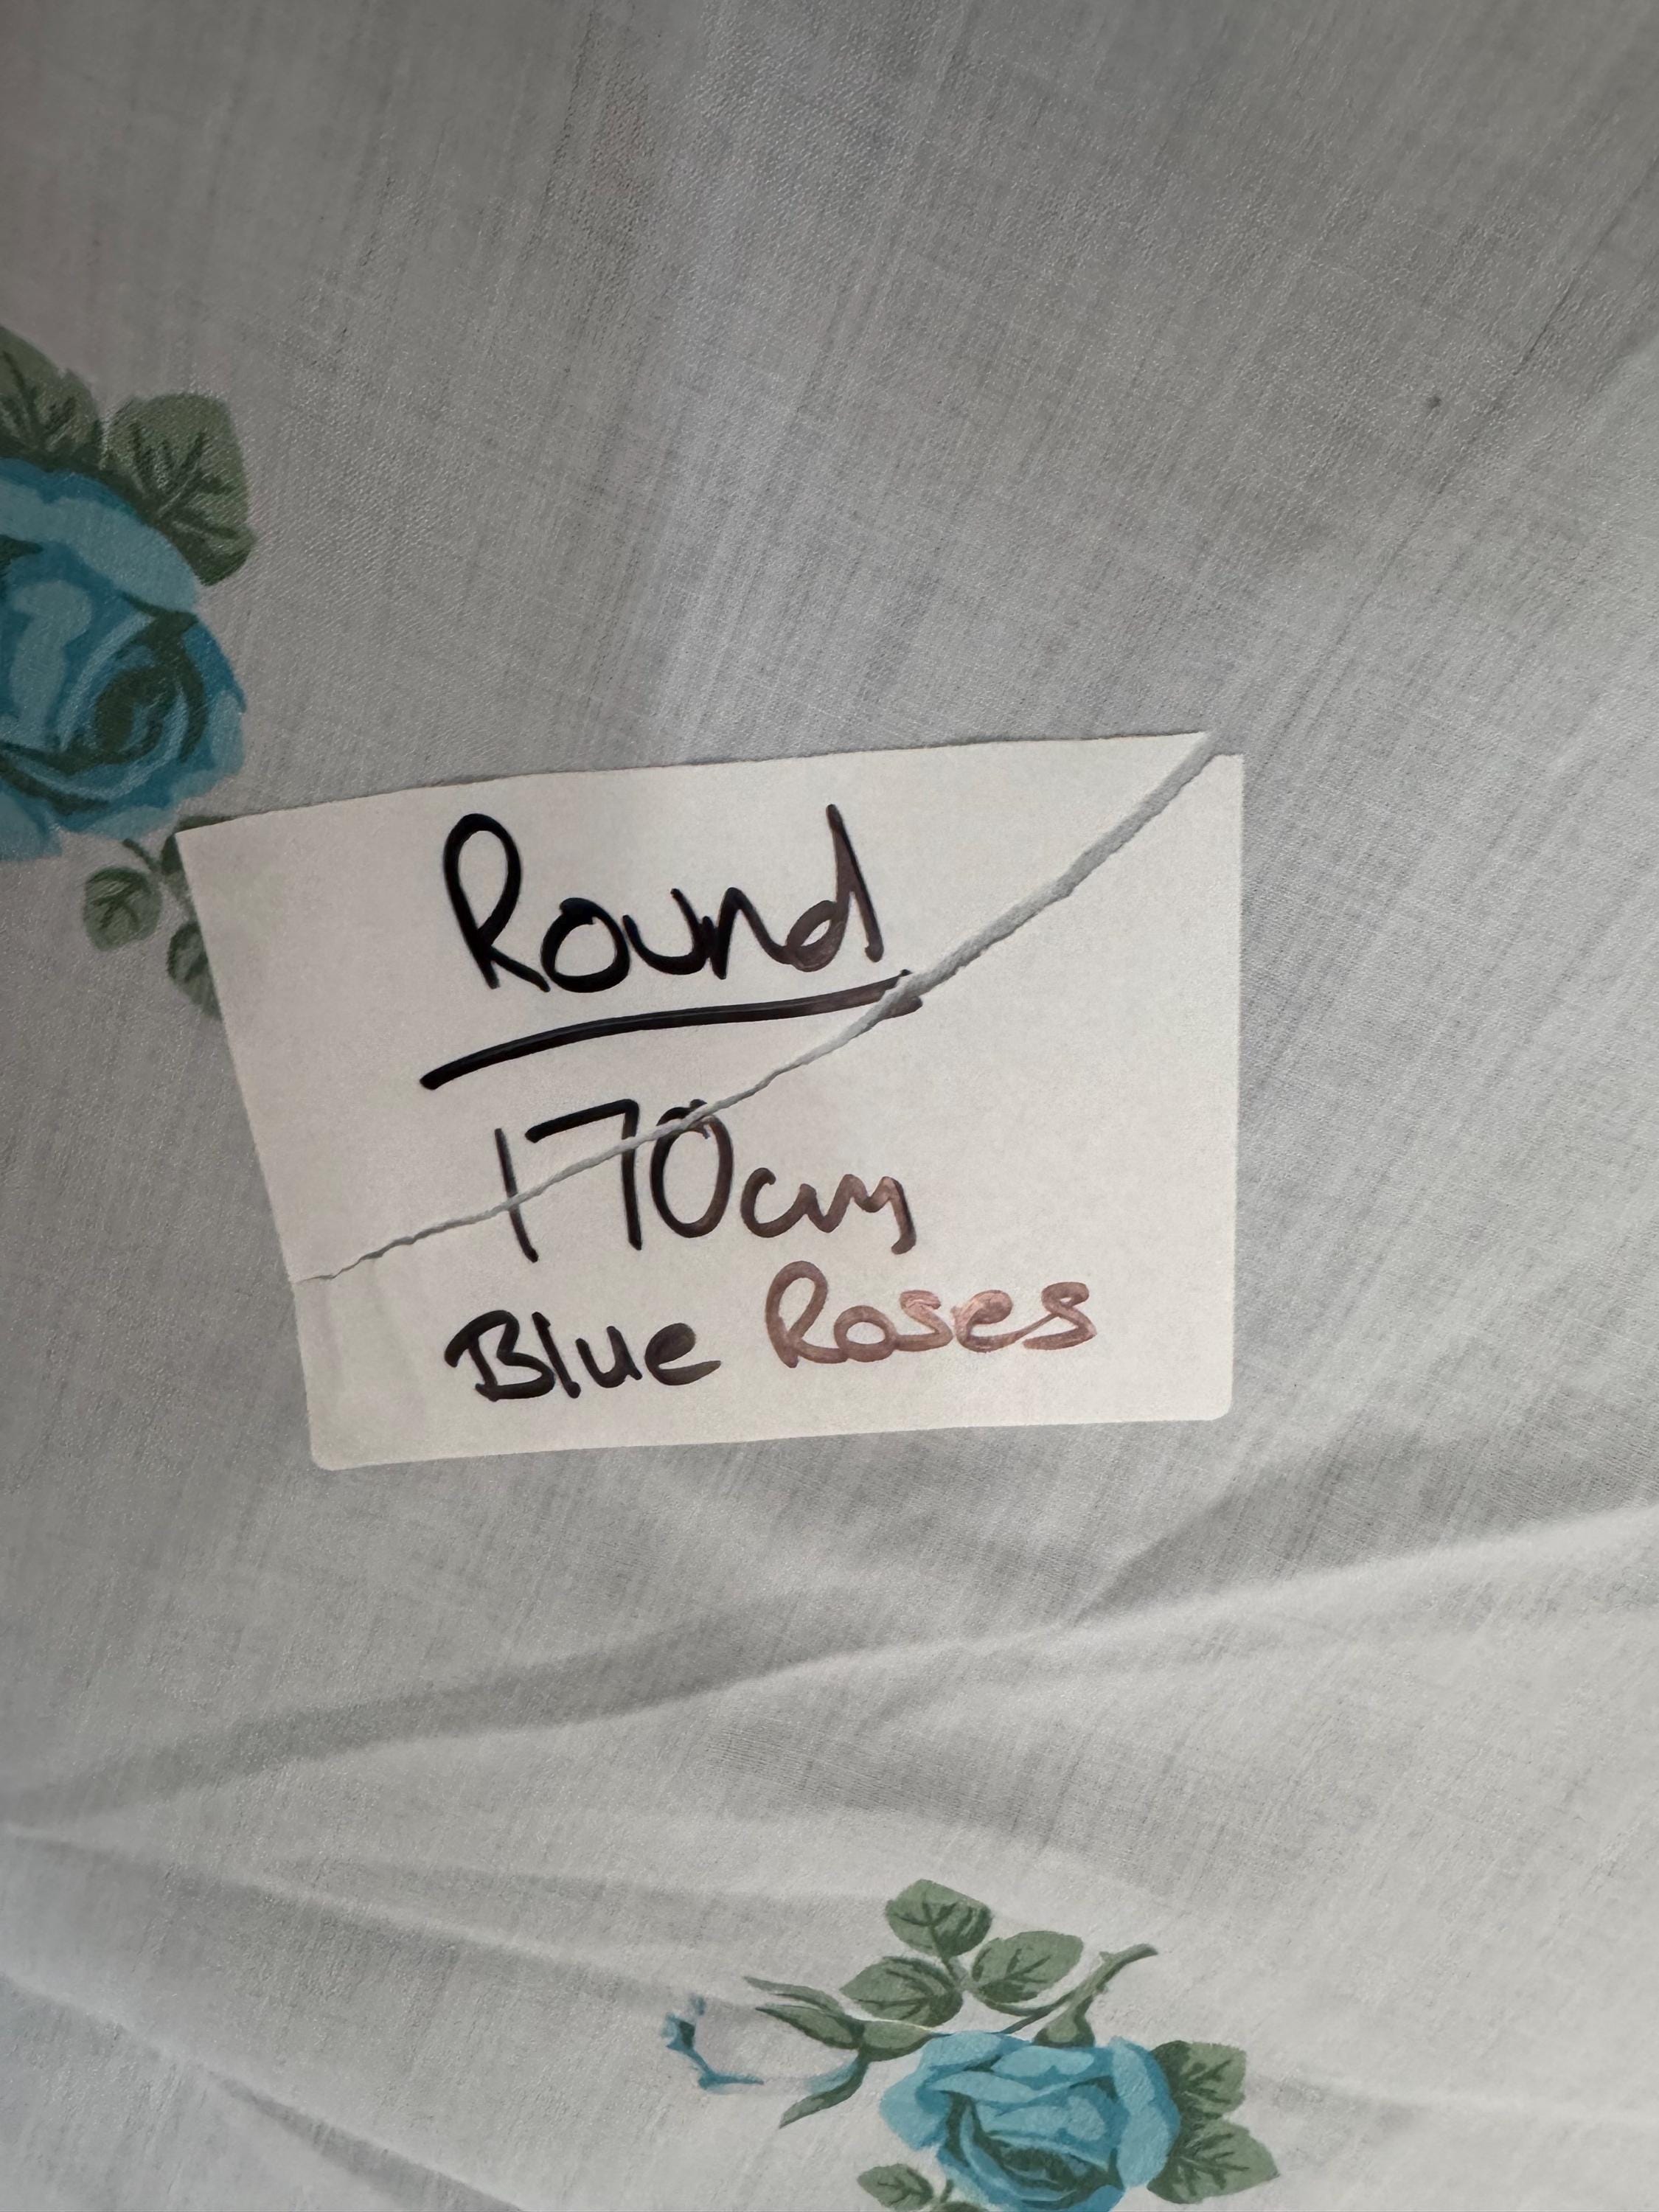 Round
170cm
Blue Roses